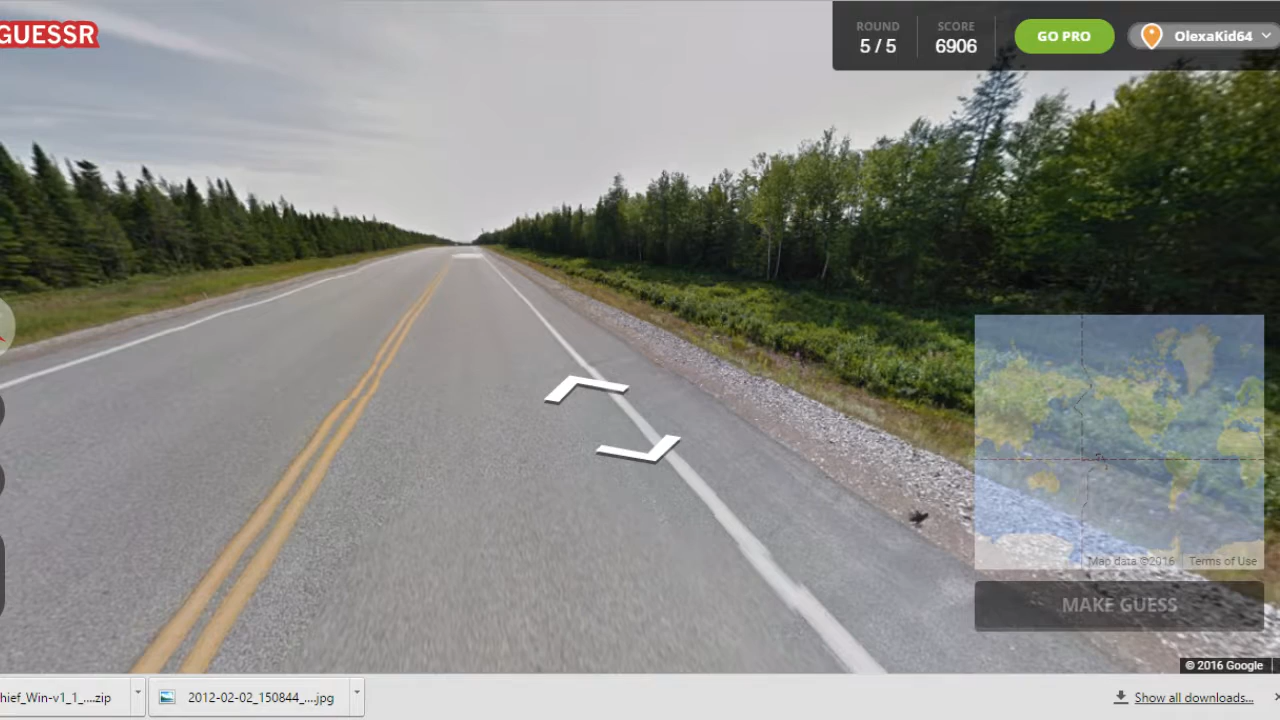 GUESSR
ROUND
5 / 5
SCORE
6906
GO PRO
OlexaKid64
Map data ©2016
Terms of Use
MAKE GUESS
© 2016 Google
hief_Win-v1_1_....zip
2012-02-02_150844_....jpg
Show all downloads...